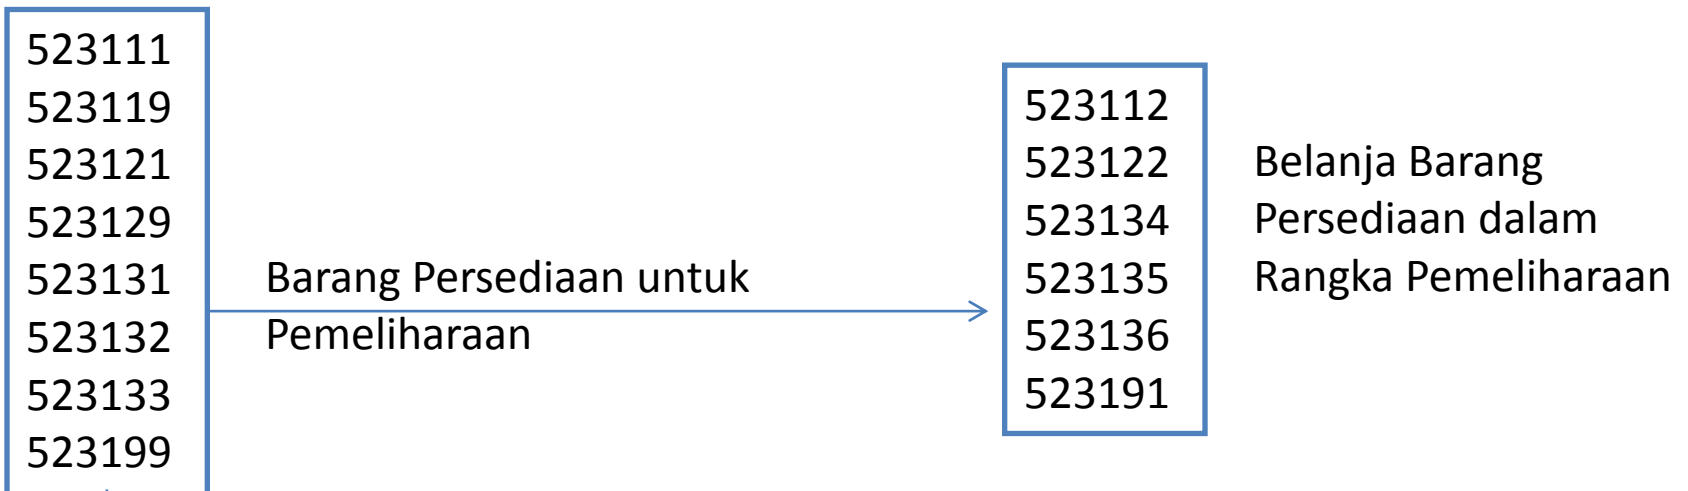 523111
523119
523121
523129
523131
523132
523133
523199
Barang Persediaan untuk
Pemeliharaan
523112
523122
523134
523135
523136
523191
Belanja Barang
Persediaan dalam
Rangka Pemeliharaan